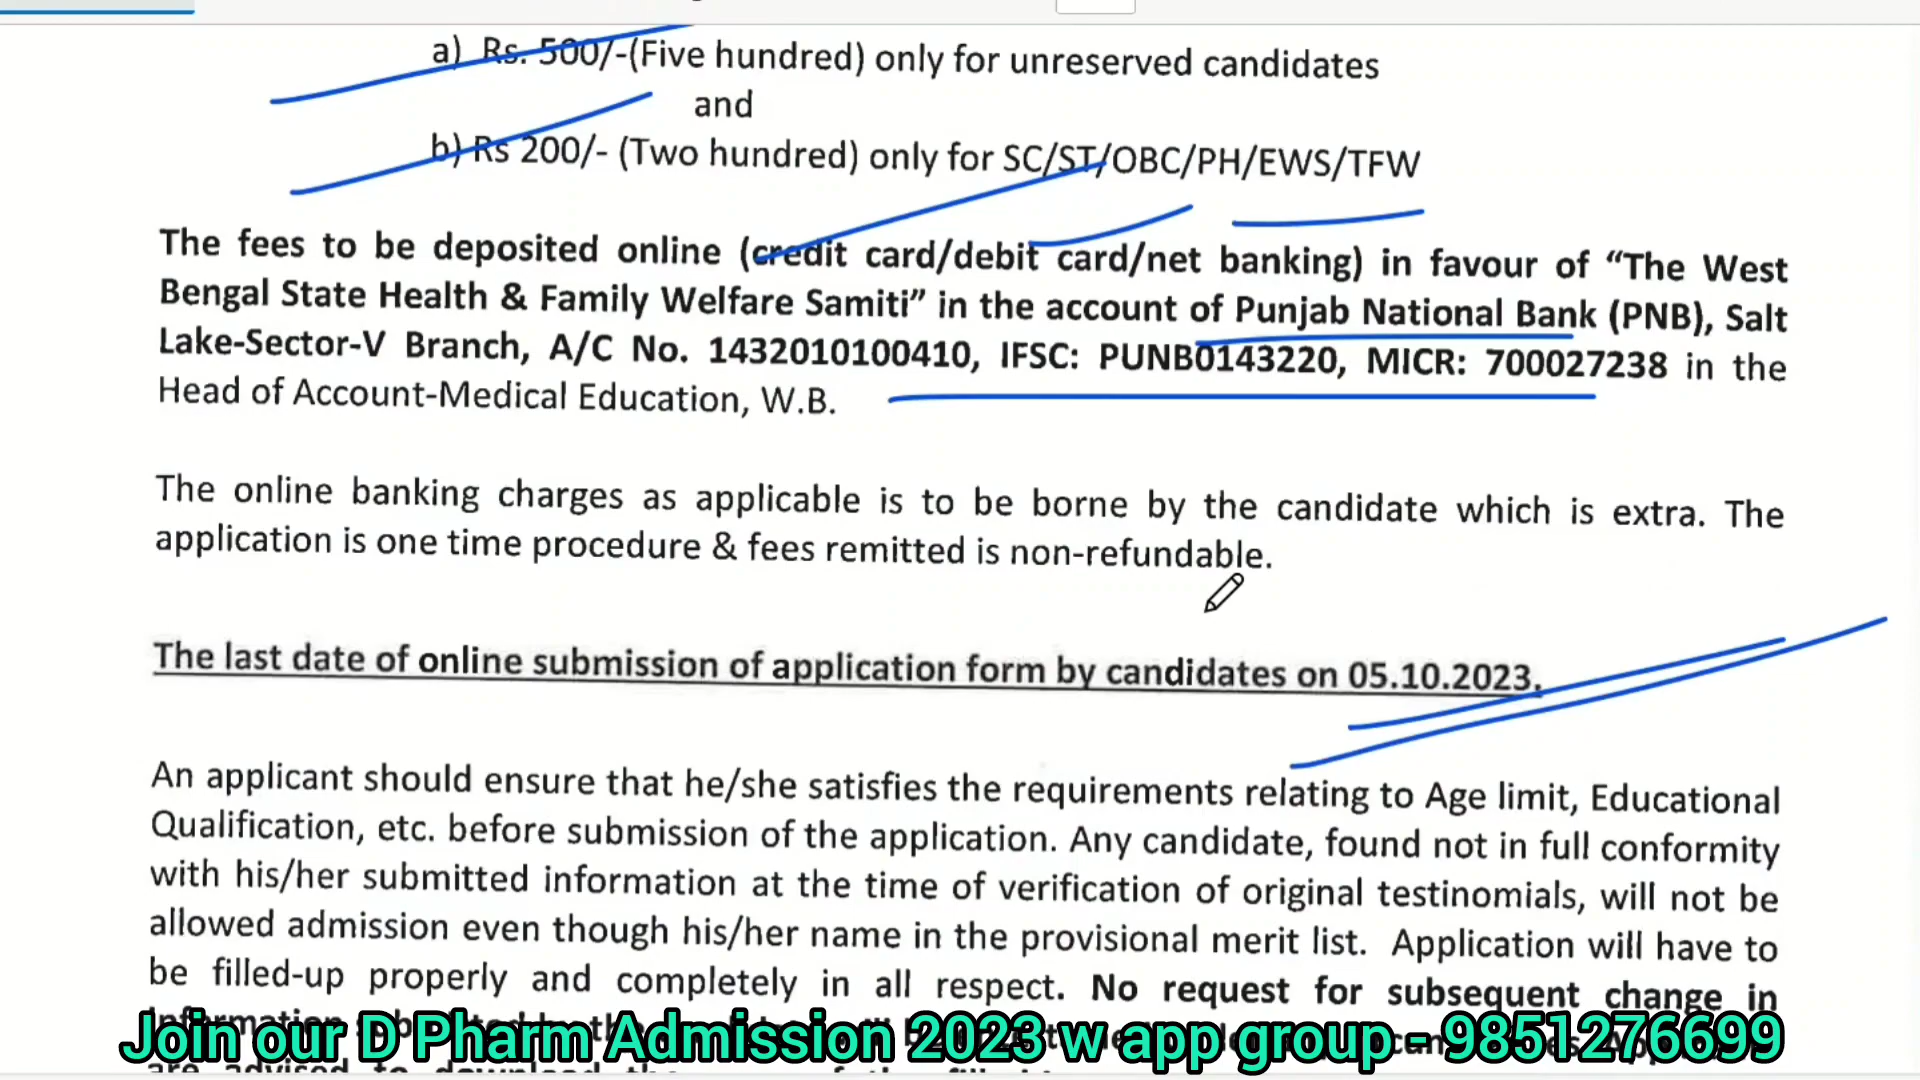 a) Rs. 500/-(Five hundred) only for unreserved candidates
and
b) Rs 200/- (Two hundred) only for SC/ST/OBC/PH/EWS/TFW
The fees to be deposited online (credit card/debit card/net banking) in favour of “The West
Bengal State Health & Family Welfare Samiti” in the account of Punjab National Bank (PNB), Salt
Lake-Sector-V Branch, A/C No. 1432010100410, IFSC: PUNB0143220, MICR: 700027238 in the
Head of Account-Medical Education, W.B.
The online banking charges as applicable is to be borne by the candidate which is extra. The
application is one time procedure & fees remitted is non-refundable.
The last date of online submission of application form by candidates on 05.10.2023.
An applicant should ensure that he/she satisfies the requirements relating to Age limit, Educational
Qualification, etc. before submission of the application. Any candidate, found not in full conformity
with his/her submitted information at the time of verification of original testinomials, will not be
allowed admission even though his/her name in the provisional merit list. Application will have to
be filled-up properly and completely in all respect. No request for subsequent change in
Join our D Pharm Admission 2023 w app group - 9851276699